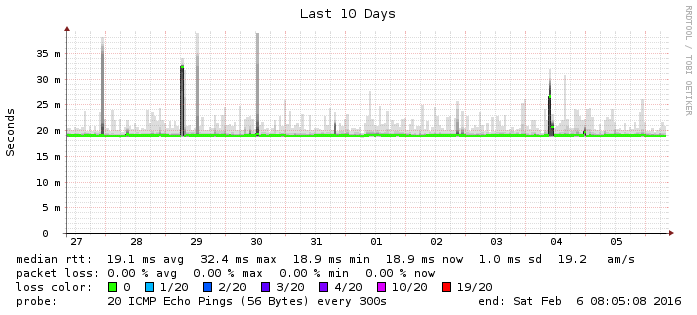 Last 10 Days
RRDTOOL / TOBI OETIKER
Seconds
35 m
30 m
25 m
20 m
15 m
10 m
5 m
0
27 28 29 30 31 01 02 03 04 05
median rtt: 19.1 ms avg 32.4 ms max 18.9 ms min 18.9 ms now 1.0 ms sd 19.2 am/s
packet loss: 0.00 % avg 0.00 % max 0.00 % min 0.00 % now
loss color: 0 1/20 2/20 3/20 4/20 10/20 19/20
probe: 20 ICMP Echo Pings (56 Bytes) every 300s end: Sat Feb 6 08:05:08 2016